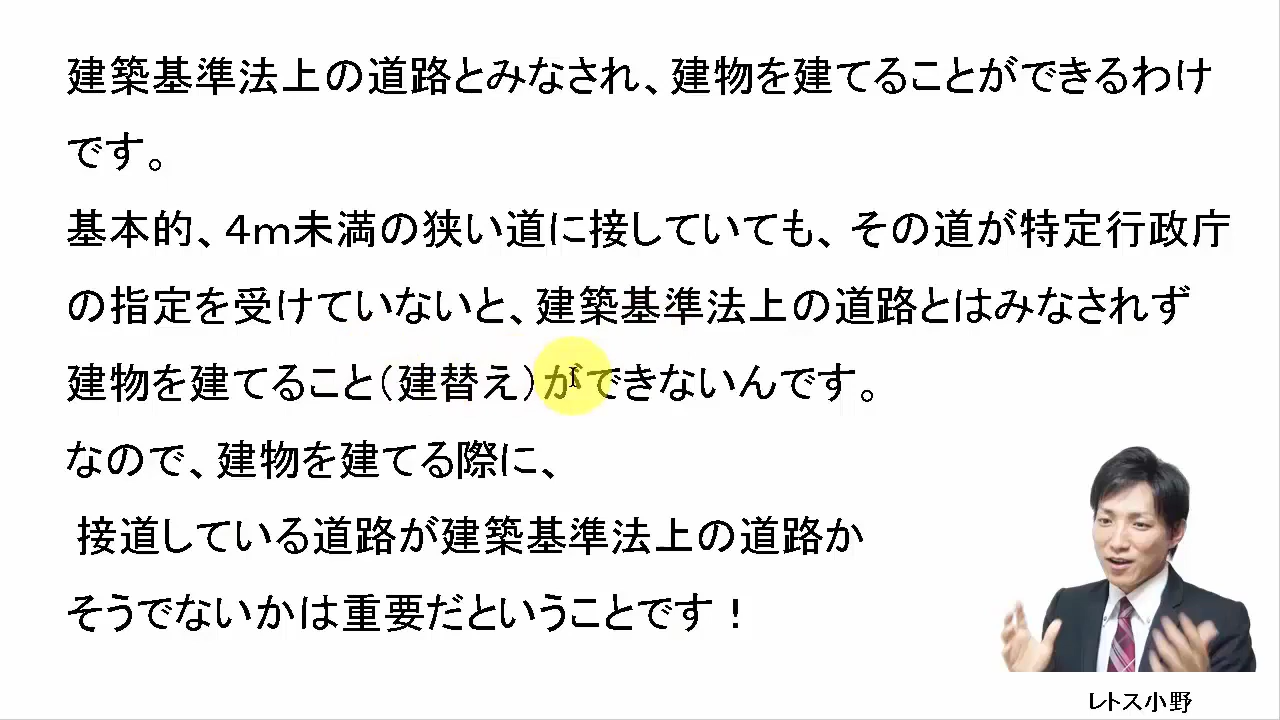 建築基準法上の道路とみなされ、建物を建てることができるわけ
です。
基本的、４ｍ未満の狭い道に接していても、その道が特定行政庁
の指定を受けていないと、建築基準法上の道路とはみなされず
建物を建てること（建替え）ができないんです。
なので、建物を建てる際に、
接道している道路が建築基準法上の道路か
そうでないかは重要だということです！
レトス小野